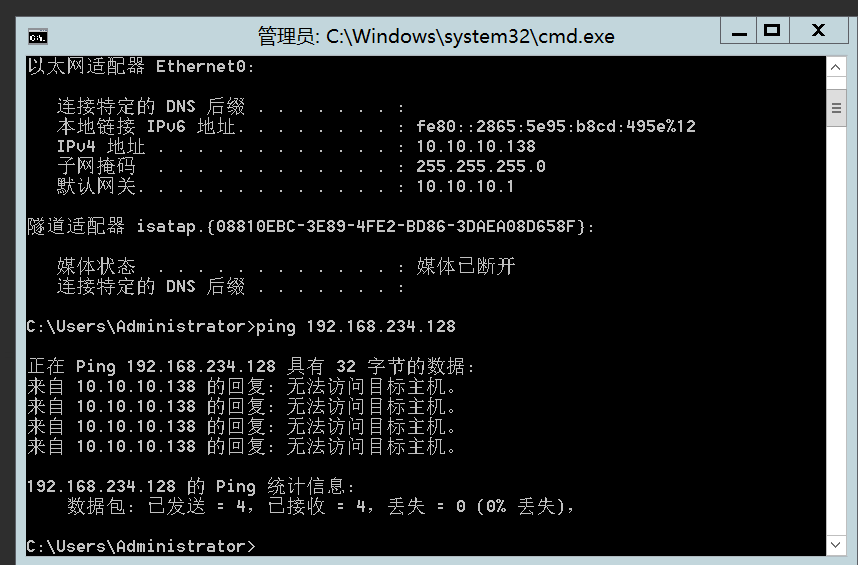 管理员: C:\Windows\system32\cmd.exe
以太网适配器 Ethernet0:
连接特定的 DNS 后缀 . . . . . . . :
本地链接 IPv6 地址. . . . . . . . : fe80::2865:5e95:b8cd:495e%12
IPv4 地址 . . . . . . . . . . . . : 10.10.10.138
子网掩码  . . . . . . . . . . . . : 255.255.255.0
默认网关. . . . . . . . . . . . . : 10.10.10.1
隧道适配器 isatap.{08810EBC-3E89-4FE2-BD86-3DAEA08D658F}:
媒体状态  . . . . . . . . . . . . : 媒体已断开
连接特定的 DNS 后缀 . . . . . . . :
C:\Users\Administrator>ping 192.168.234.128
正在 Ping 192.168.234.128 具有 32 字节的数据:
来自 10.10.10.138 的回复: 无法访问目标主机。
来自 10.10.10.138 的回复: 无法访问目标主机。
来自 10.10.10.138 的回复: 无法访问目标主机。
来自 10.10.10.138 的回复: 无法访问目标主机。
192.168.234.128 的 Ping 统计信息:
数据包: 已发送 = 4，已接收 = 4，丢失 = 0 (0% 丢失)，
C:\Users\Administrator>